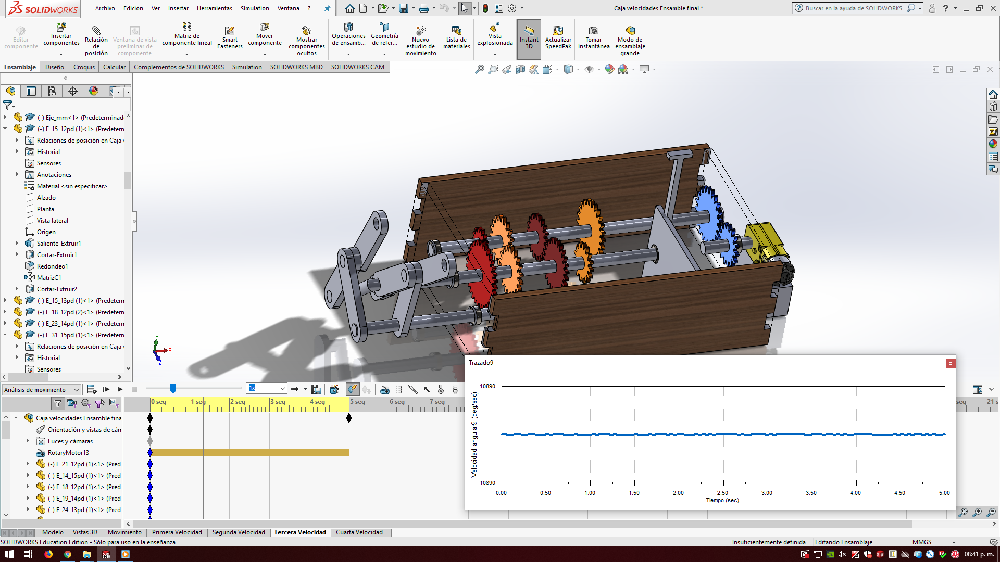 SOLIDWORKS
Archivo Edición Ver Insertar Herramientas Simulation Ventana ?
Caja velocidades Ensamble final *
Buscar en la ayuda de SOLIDWORKS
Editar componente
Insertar componentes
Relación de posición
Ventana de vista preliminar de componente
Matriz de componente lineal
Smart Fasteners
Mover componente
Mostrar componentes ocultos
Operaciones de ensamb...
Geometría de refer...
Nuevo estudio de movimiento
Lista de materiales
Vista explosionada
Instant 3D
Actualizar SpeedPak
Tomar instantánea
Modo de ensamblaje grande
Ensamblaje Diseño Croquis Calcular Complementos de SOLIDWORKS Simulation SOLIDWORKS MBD SOLIDWORKS CAM
(-) Eje_mm<1> (Predeterminad
(-) E_15_12pd (1)<1> (Predetern
Relaciones de posición en Caja v
Historial
Sensores
Anotaciones
Material <sin especificar>
Alzado
Planta
Vista lateral
Origen
Saliente-Extruir1
Cortar-Extruir1
Redondeo1
MatrizC1
Cortar-Extruir2
(-) E_15_13pd (1)<1> (Predetern
(-) E_18_12pd (2)<1> (Predetern
(-) E_23_14pd (1)<1> (Predetern
(-) E_31_15pd (1)<1> (Predetern
Relaciones de posición en Caja v
Historial
Sensores
Y
X
Z
Análisis de movimiento
1x
0 seg 1 seg 2 seg 3 seg 4 seg 5 seg 6 seg 7 seg
seg 21 s
Caja velocidades Ensamble fina
Orientación y vistas de cám
Luces y cámaras
RotaryMotor13
(-) E_21_12pd (1)<1> (Pred
(-) E_14_15pd (1)<1> (Pred
(-) E_18_12pd (1)<1> (Pred
(-) E_19_14pd (1)<1> (Pred
(-) E_24_13pd (1)<1> (Pred
Trazado9
10890
Velocidad angular9 (deg/sec)
10890
0.00 0.50 1.00 1.50 2.00 2.50 3.00 3.50 4.00 4.50 5.00
Tiempo (sec)
Modelo Vistas 3D Movimiento Primera Velocidad Segunda Velocidad Tercera Velocidad Cuarta Velocidad
SOLIDWORKS Education Edition - Sólo para uso en la enseñanza
Insuficientemente definida Editando Ensamblaje MMGS
08:41 p. m.